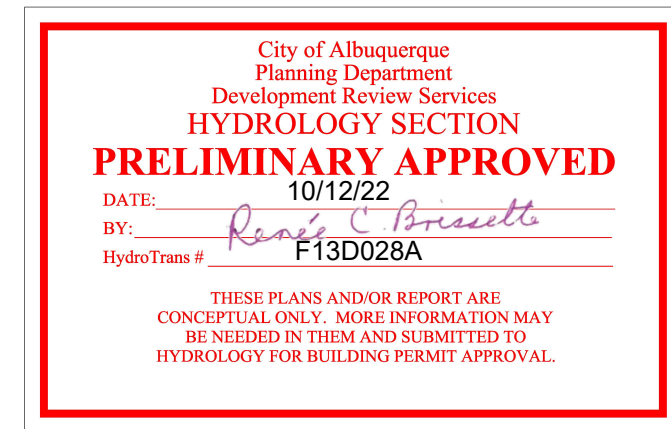 City of Albuquerque
Planning Department
Development Review Services
HYDROLOGY SECTION
PRELIMINARY APPROVED
DATE: 10/12/22
BY: Renée C. Brissette
HydroTrans # F13D028A
THESE PLANS AND/OR REPORT ARE
CONCEPTUAL ONLY. MORE INFORMATION MAY
BE NEEDED IN THEM AND SUBMITTED TO
HYDROLOGY FOR BUILDING PERMIT APPROVAL.